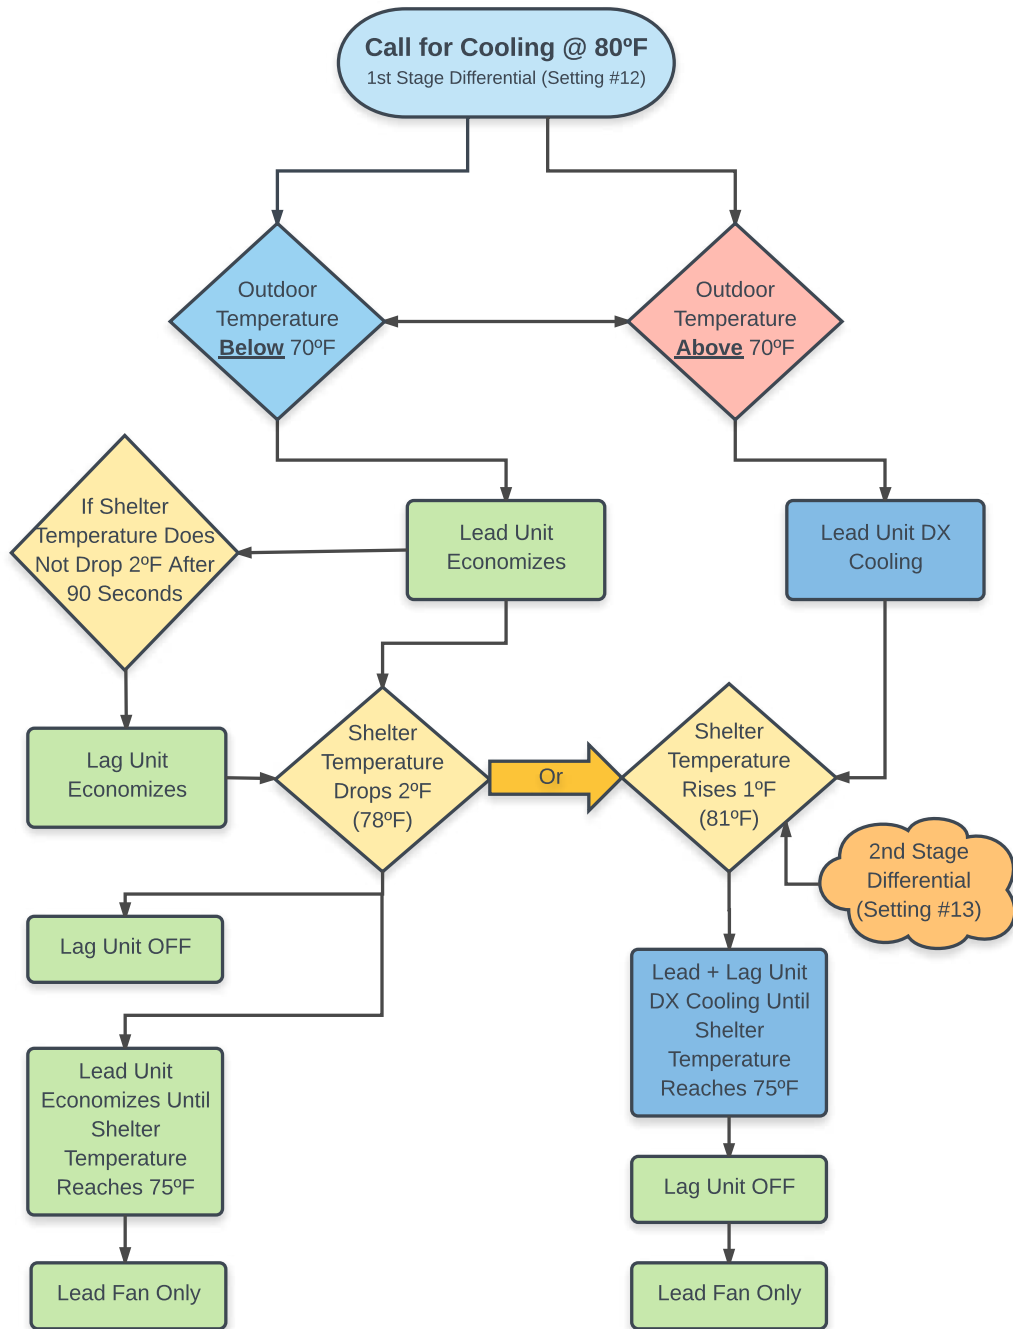 Call for Cooling @ 80ºF
1st Stage Differential (Setting #12)
Outdoor
Temperature
Below 70ºF
Outdoor
Temperature
Above 70ºF
If Shelter
Temperature Does
Not Drop 2ºF After
90 Seconds
Lead Unit
Economizes
Lead Unit DX
Cooling
Lag Unit
Economizes
Shelter
Temperature
Drops 2ºF
(78ºF)
Or
Shelter
Temperature
Rises 1ºF
(81ºF)
2nd Stage
Differential
(Setting #13)
Lag Unit OFF
Lead + Lag Unit
DX Cooling Until
Shelter
Temperature
Reaches 75ºF
Lead Unit
Economizes Until
Shelter
Temperature
Reaches 75ºF
Lag Unit OFF
Lead Fan Only
Lead Fan Only